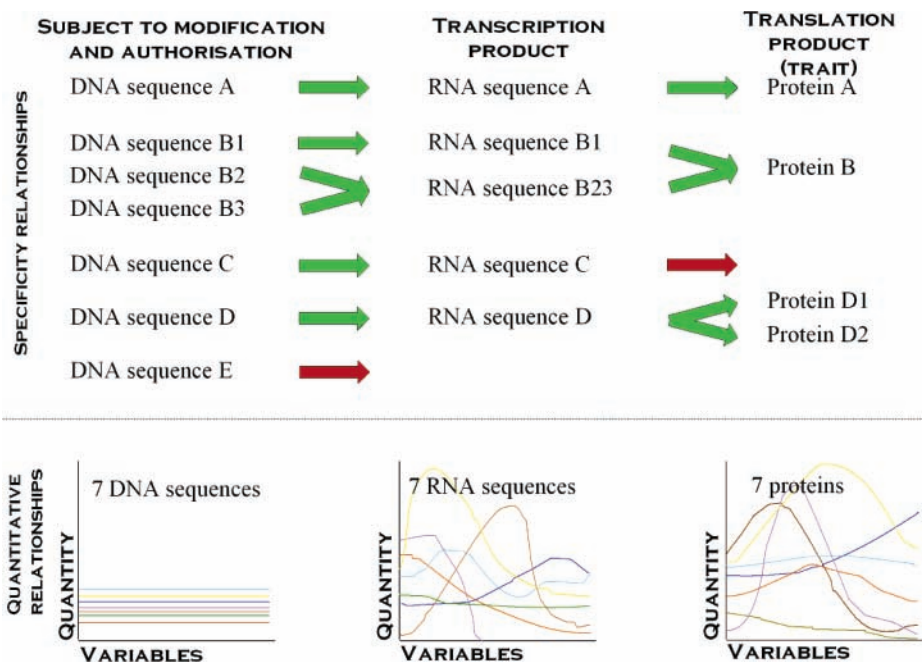 SUBJECT TO MODIFICATION
AND AUTHORISATION
TRANSCRIPTION
PRODUCT
TRANSLATION
PRODUCT
(TRAIT)
SPECIFICITY RELATIONSHIPS
DNA sequence A
RNA sequence A
Protein A
DNA sequence B1
RNA sequence B1
DNA sequence B2
Protein B
RNA sequence B23
DNA sequence B3
DNA sequence C
RNA sequence C
DNA sequence D
RNA sequence D
Protein D1
Protein D2
DNA sequence E
QUANTITATIVE
RELATIONSHIPS
QUANTITY
7 DNA sequences
VARIABLES
QUANTITY
7 RNA sequences
VARIABLES
QUANTITY
7 proteins
VARIABLES